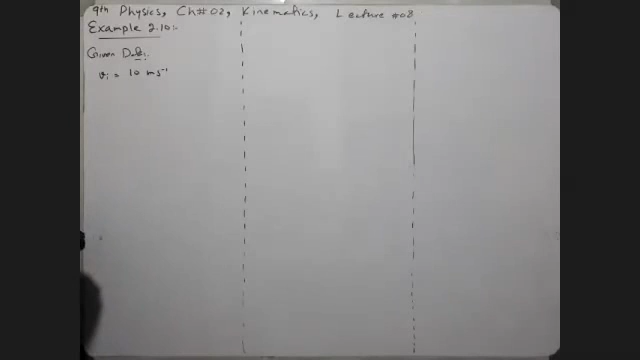 9th Physics, Ch#02, Kinematics, Lecture #08
Example 2.10:-
Given Data:
vi = 10 ms⁻¹